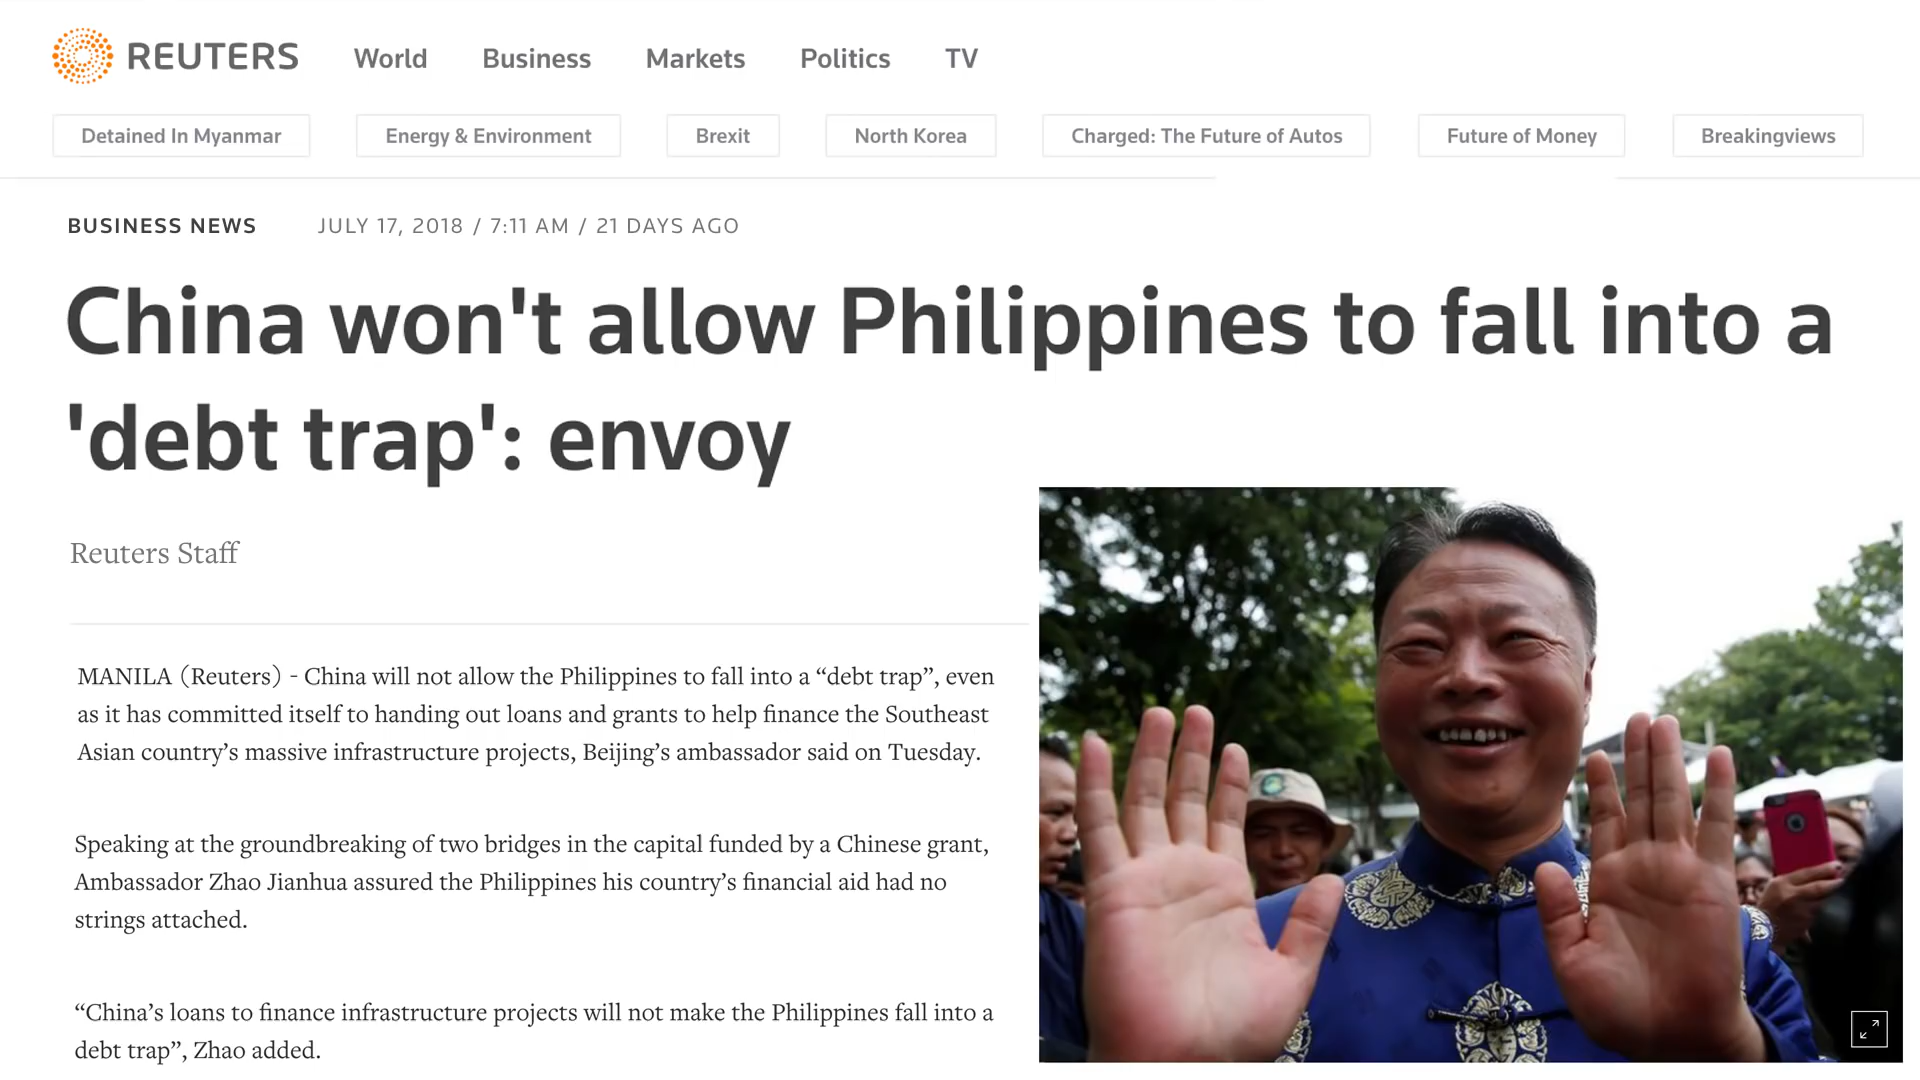 REUTERS World Business Markets Politics TV
Detained In Myanmar Energy & Environment Brexit North Korea Charged: The Future of Autos Future of Money Breakingviews
BUSINESS NEWS JULY 17, 2018 / 7:11 AM / 21 DAYS AGO
China won't allow Philippines to fall into a
'debt trap': envoy
Reuters Staff
MANILA (Reuters) - China will not allow the Philippines to fall into a “debt trap”, even
as it has committed itself to handing out loans and grants to help finance the Southeast
Asian country’s massive infrastructure projects, Beijing’s ambassador said on Tuesday.
Speaking at the groundbreaking of two bridges in the capital funded by a Chinese grant,
Ambassador Zhao Jianhua assured the Philippines his country’s financial aid had no
strings attached.
“China’s loans to finance infrastructure projects will not make the Philippines fall into a
debt trap”, Zhao added.